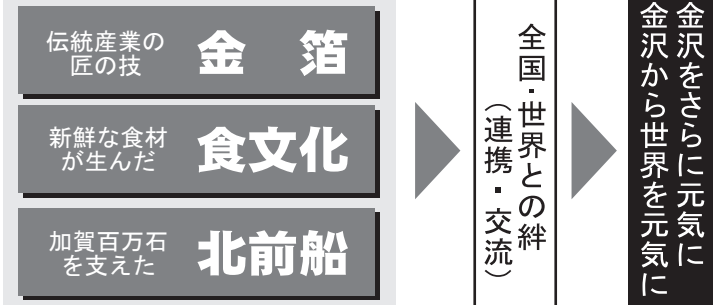 伝統産業の
匠の技
金　箔
新鮮な食材
が生んだ
食文化
加賀百万石
を支えた
北前船
全国・世界との絆
（連携・交流）
金沢をさらに元気に
金沢から世界を元気に